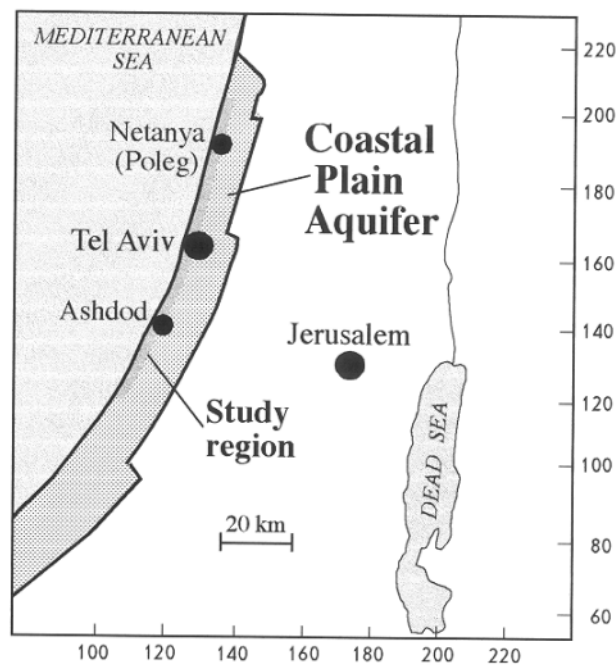 MEDITERRANEAN
SEA
Netanya
(Poleg)
Coastal
Plain
Aquifer
Tel Aviv
Ashdod
Jerusalem
Study
region
DEAD SEA
20 km
220
200
180
160
140
120
100
80
60
100 120 140 160 180 200 220